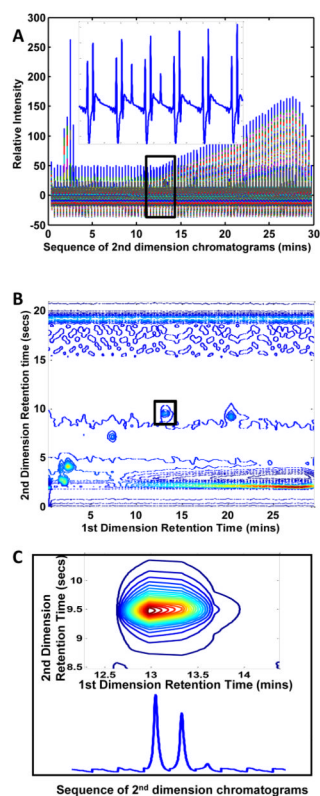 A
300
250
200
150
100
50
0
-50
Relative Intensity
0 5 10 15 20 25 30
Sequence of 2nd dimension chromatograms (mins)
B
20
15
10
5
0
2nd Dimension Retention time (secs)
5 10 15 20 25
1st Dimension Retention Time (mins)
C
10.5
10
9.5
9
8.5
2nd Dimension
Retention Time (secs)
12.5 13 13.5 14
1st Dimension Retention Time (mins)
Sequence of 2nd dimension chromatograms